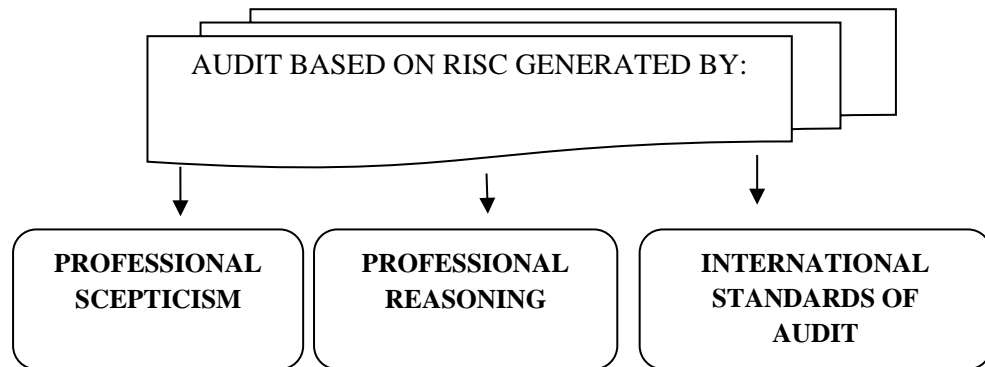 AUDIT BASED ON RISC GENERATED BY:
PROFESSIONAL
SCEPTICISM
PROFESSIONAL
REASONING
INTERNATIONAL
STANDARDS OF
AUDIT